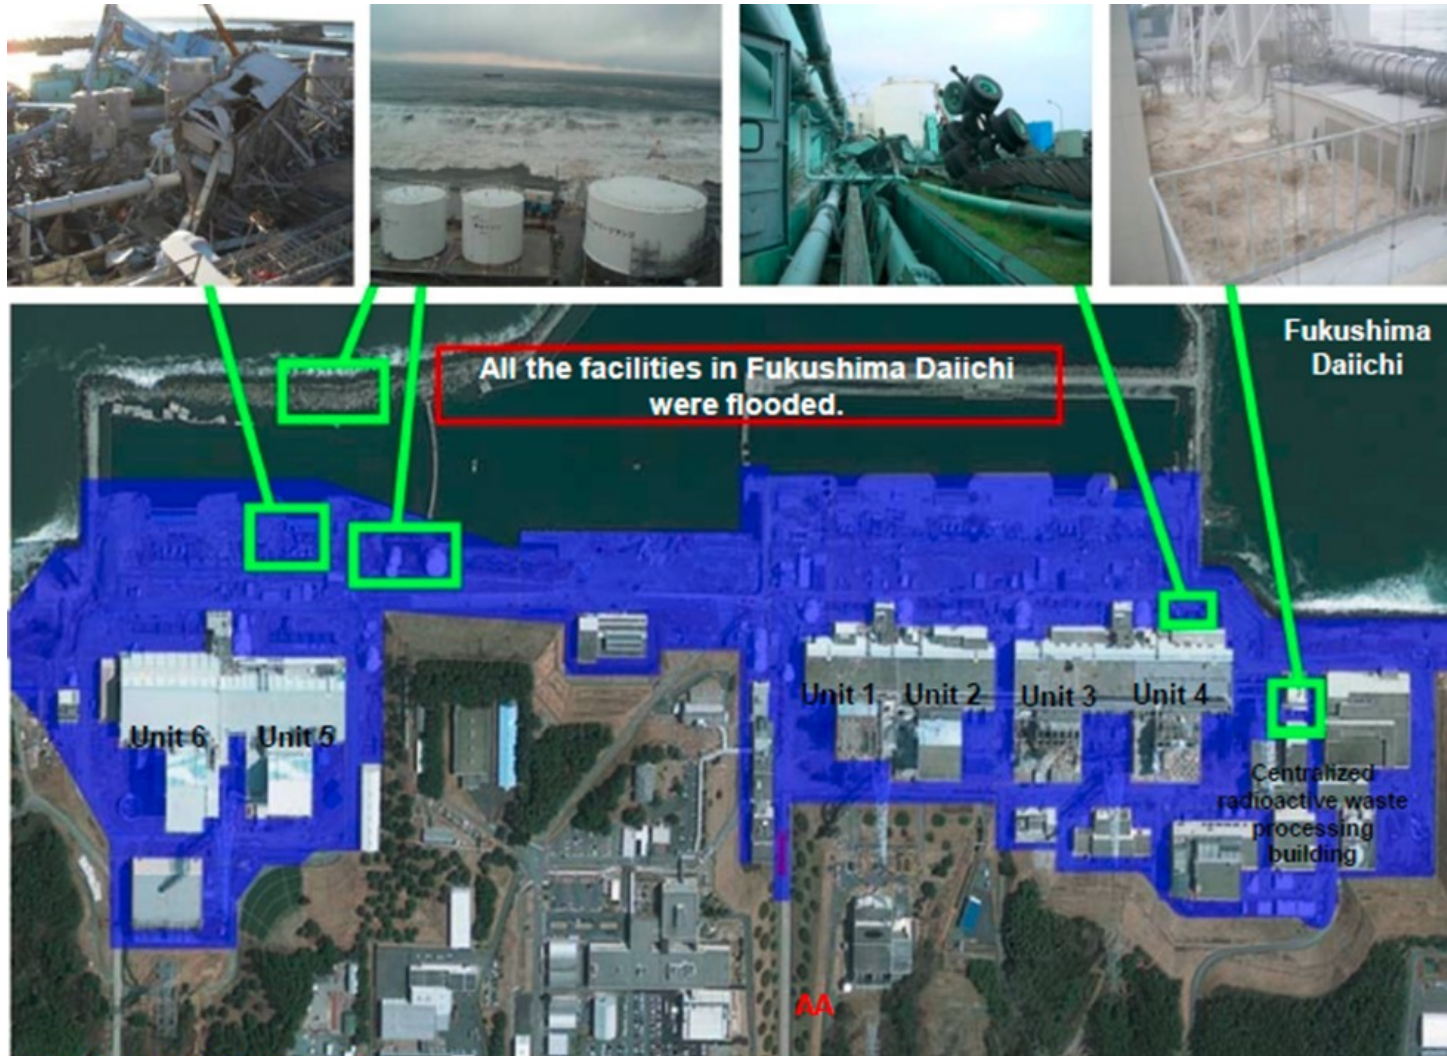 Fukushima
Daiichi
All the facilities in Fukushima Daiichi
were flooded.
Unit 1
Unit 2
Unit 3
Unit 4
Unit 6
Unit 5
Centralized
radioactive waste
processing
building
AA